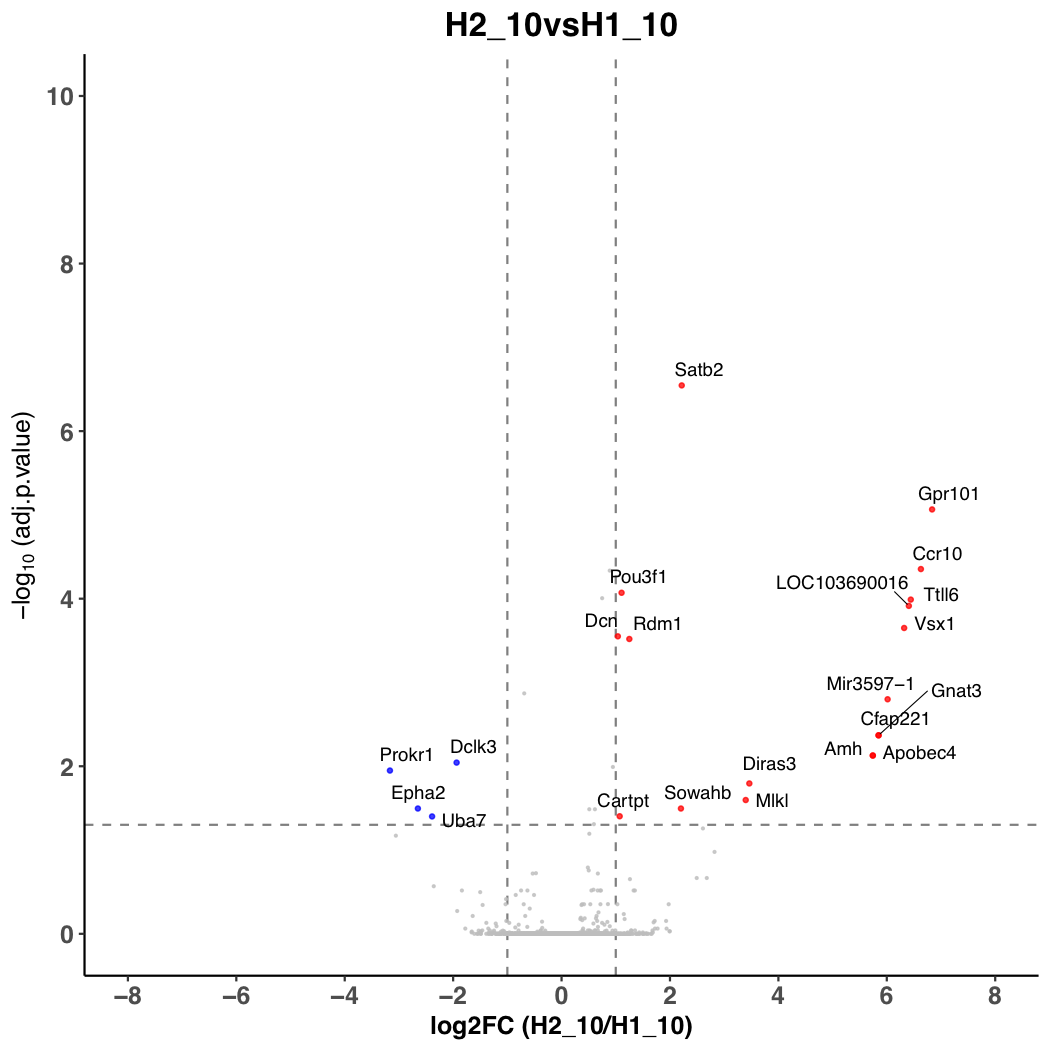 H2_10vsH1_10
10
8
6
4
2
0
−log10 (adj.p.value)
Satb2
Gpr101
Ccr10
Pou3f1
LOC103690016
Ttll6
Dcn
Rdm1
Vsx1
Mir3597−1
Gnat3
Cfap221
Prokr1
Dclk3
Amh
Apobec4
Diras3
Epha2
Cartpt
Sowahb
Mlkl
Uba7
−8
−6
−4
−2
0
2
4
6
8
log2FC (H2_10/H1_10)